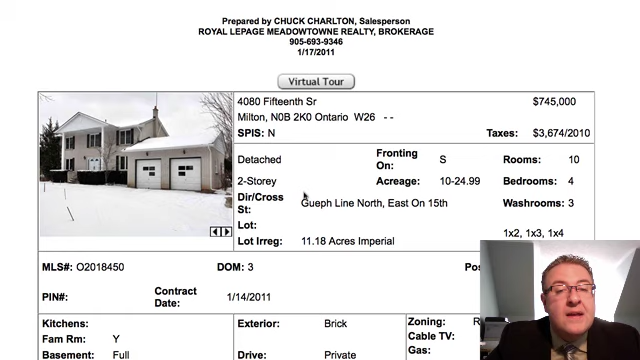 Prepared by CHUCK CHARLTON, Salesperson
ROYAL LEPAGE MEADOWTOWNE REALTY, BROKERAGE
905-693-9346
1/17/2011
Virtual Tour
4080 Fifteenth Sr $745,000
Milton, N0B 2K0 Ontario W26 - -
SPIS: N Taxes: $3,674/2010
Detached Fronting On: S Rooms: 10
2-Storey Acreage: 10-24.99 Bedrooms: 4
Dir/Cross St: Gueph Line North, East On 15th Washrooms: 3
Lot: 1x2, 1x3, 1x4
Lot Irreg: 11.18 Acres Imperial
MLS#: O2018450 DOM: 3
PIN#: Contract Date: 1/14/2011
Kitchens: Exterior: Brick Zoning:
Fam Rm: Y Cable TV:
Basement: Full Drive: Private Gas: